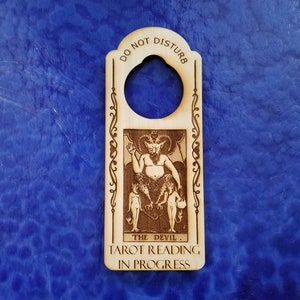 DO NOT DISTURB
THE DEVIL.
TAROT READING
IN PROGRESS